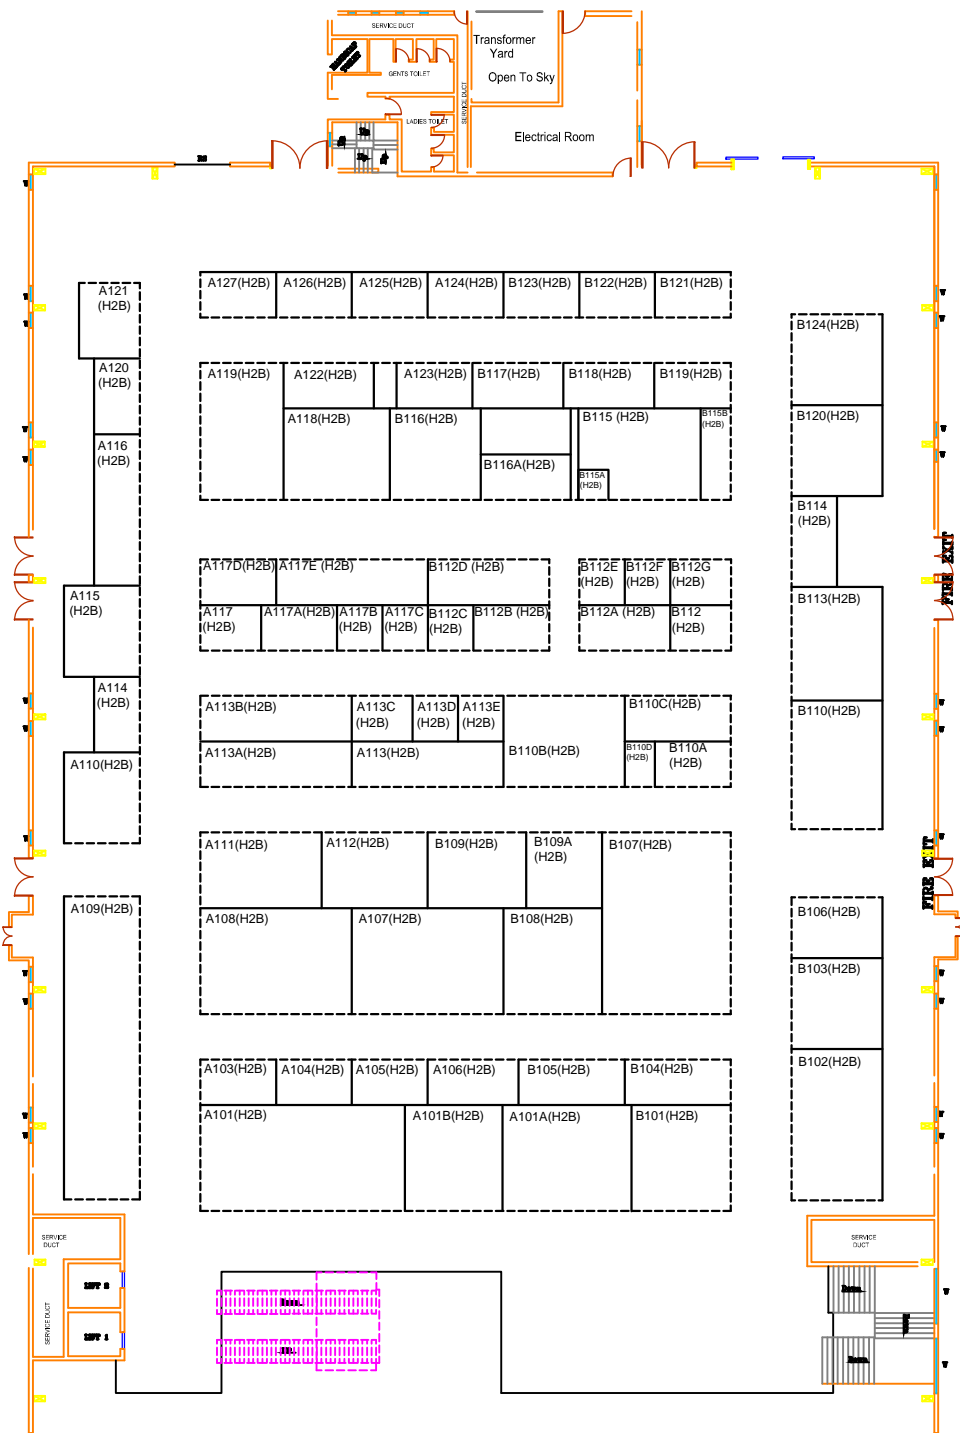 SERVICE DUCT
Transformer
Yard
Open To Sky
GENTS TOILET
SERVICE DUCT
LADIES TOILET
Electrical Room
A127(H2B)
A126(H2B)
A125(H2B)
A124(H2B)
B123(H2B)
B122(H2B)
B121(H2B)
A121
(H2B)
B124(H2B)
A120
(H2B)
A119(H2B)
A122(H2B)
A123(H2B)
B117(H2B)
B118(H2B)
B119(H2B)
A118(H2B)
B116(H2B)
B115 (H2B)
B115B
(H2B)
B120(H2B)
A116
(H2B)
B116A(H2B)
B115A
(H2B)
B114
(H2B)
FIRE EXIT
A117D(H2B)
A117E (H2B)
B112D (H2B)
B112E
(H2B)
B112F
(H2B)
B112G
(H2B)
A115
(H2B)
B113(H2B)
A117
(H2B)
A117A(H2B)
A117B
(H2B)
A117C
(H2B)
B112C
(H2B)
B112B (H2B)
B112A (H2B)
B112
(H2B)
A114
(H2B)
A113B(H2B)
A113C
(H2B)
A113D
(H2B)
A113E
(H2B)
B110C(H2B)
B110(H2B)
A110(H2B)
A113A(H2B)
A113(H2B)
B110B(H2B)
B110D
(H2B)
B110A
(H2B)
A111(H2B)
A112(H2B)
B109(H2B)
B109A
(H2B)
B107(H2B)
FIRE EXIT
A109(H2B)
A108(H2B)
A107(H2B)
B108(H2B)
B106(H2B)
B103(H2B)
B102(H2B)
A103(H2B)
A104(H2B)
A105(H2B)
A106(H2B)
B105(H2B)
B104(H2B)
A101(H2B)
A101B(H2B)
A101A(H2B)
B101(H2B)
SERVICE
DUCT
SERVICE
DUCT
LIFT 2
SERVICE DUCT
LIFT 1